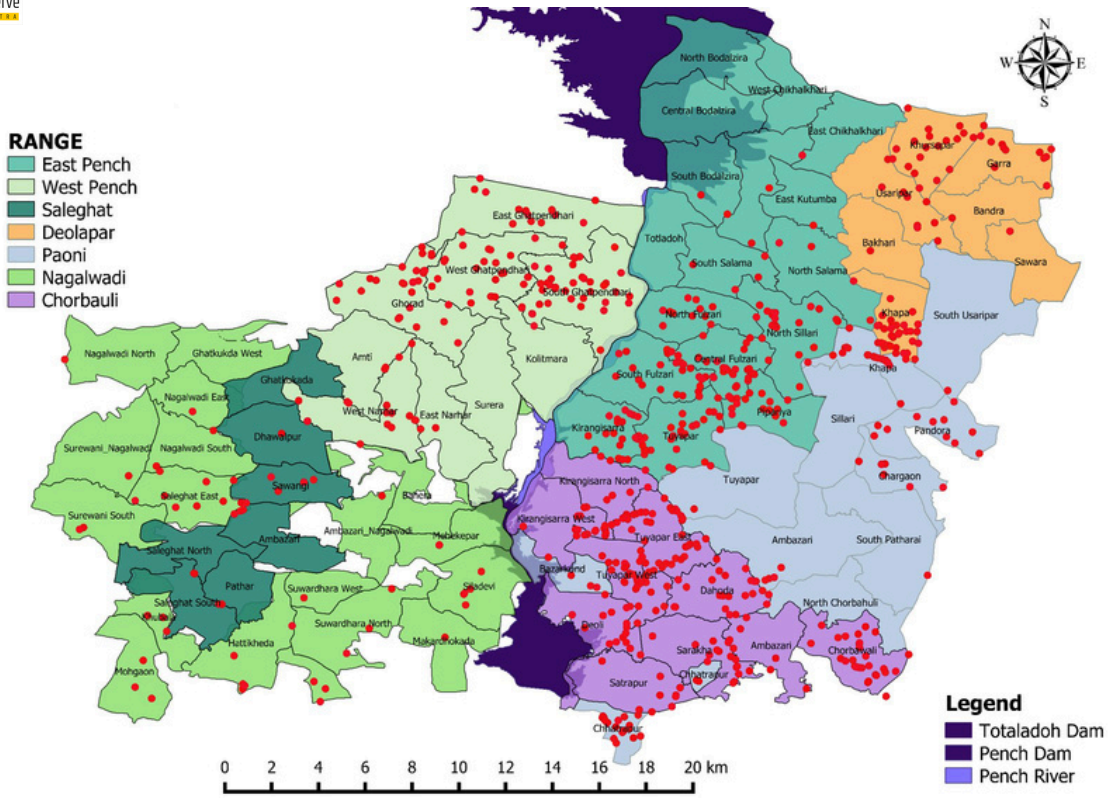 N
W E
S
RANGE
East Pench
West Pench
Saleghat
Deolapar
Paoni
Nagalwadi
Chorbauli
North Bodalzira
West Chikhalkhari
Central Bodalzira
East Chikhalkhari
South Bodalzira
Khursapar
Garra
Usaripar
East Kutumba
Bandra
East Ghatpendhari
Totladoh
Bakhari
Sawara
West Ghatpendhari
South Salama
North Salama
South Ghatpendhari
Ghorad
North Fulzari
Khapa
South Usaripar
North Sillari
Nagalwadi North
Ghatkukda West
Amti
Kolitmara
Central Fulzari
Khapa
Ghatkukada
South Fulzari
Nagalwadi East
West Narhar
East Narhar
Surera
Pipariya
Sillari
Kirangisarra
Pandora
Dhawalpur
Tuyapar
Surewani_Nagalwadi
Nagalwadi South
Kirangisarra North
Tuyapar
Chargaon
Sawangi
Saleghat East
Bahera
Surewani South
Kirangisarra West
Ambazari_Nagalwadi
Mehekepar
Tuyapar East
Ambazari
South Patharai
Ambazari
Saleghat North
Bazarkund
Tuyapar West
Pathar
Suwardhara West
Siladevi
Dahoda
Saleghat South
North Chorbahuli
Khubala
Suwardhara North
Deoli
Hattikheda
Makardhokada
Sarakha
Ambazari
Chorbawali
Mohgaon
Satrapur
Chhatrapur
Chhatrapur
Legend
Totaladoh Dam
Pench Dam
Pench River
0 2 4 6 8 10 12 14 16 18 20 km